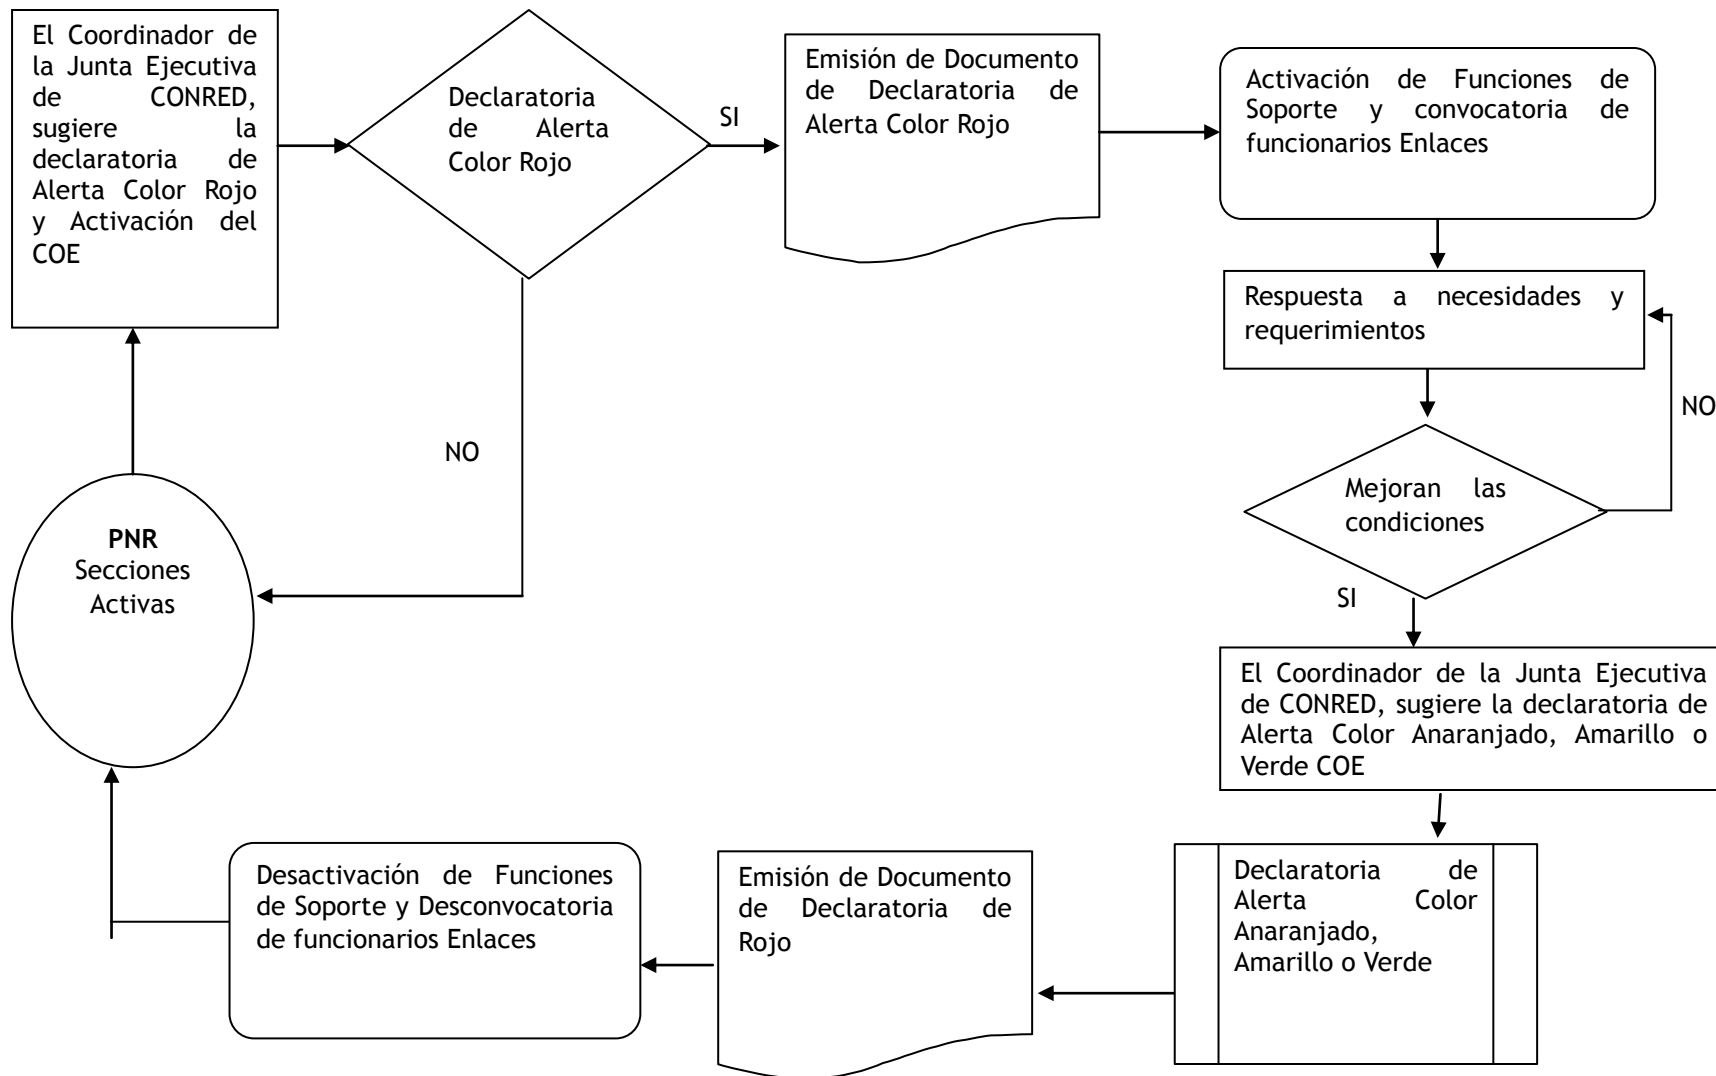 El Coordinador de
la Junta Ejecutiva
de CONRED,
sugiere la
declaratoria de
Alerta Color Rojo
y Activación del
COE
Declaratoria
de Alerta
Color Rojo
SI
NO
Emisión de Documento
de Declaratoria de
Alerta Color Rojo
Activación de Funciones de
Soporte y convocatoria de
funcionarios Enlaces
Respuesta a necesidades y
requerimientos
NO
Mejoran las
condiciones
SI
El Coordinador de la Junta Ejecutiva
de CONRED, sugiere la declaratoria de
Alerta Color Anaranjado, Amarillo o
Verde COE
Declaratoria de
Alerta Color
Anaranjado,
Amarillo o Verde
Emisión de Documento
de Declaratoria de
Rojo
Desactivación de Funciones
de Soporte y Desconvocatoria
de funcionarios Enlaces
PNR
Secciones
Activas